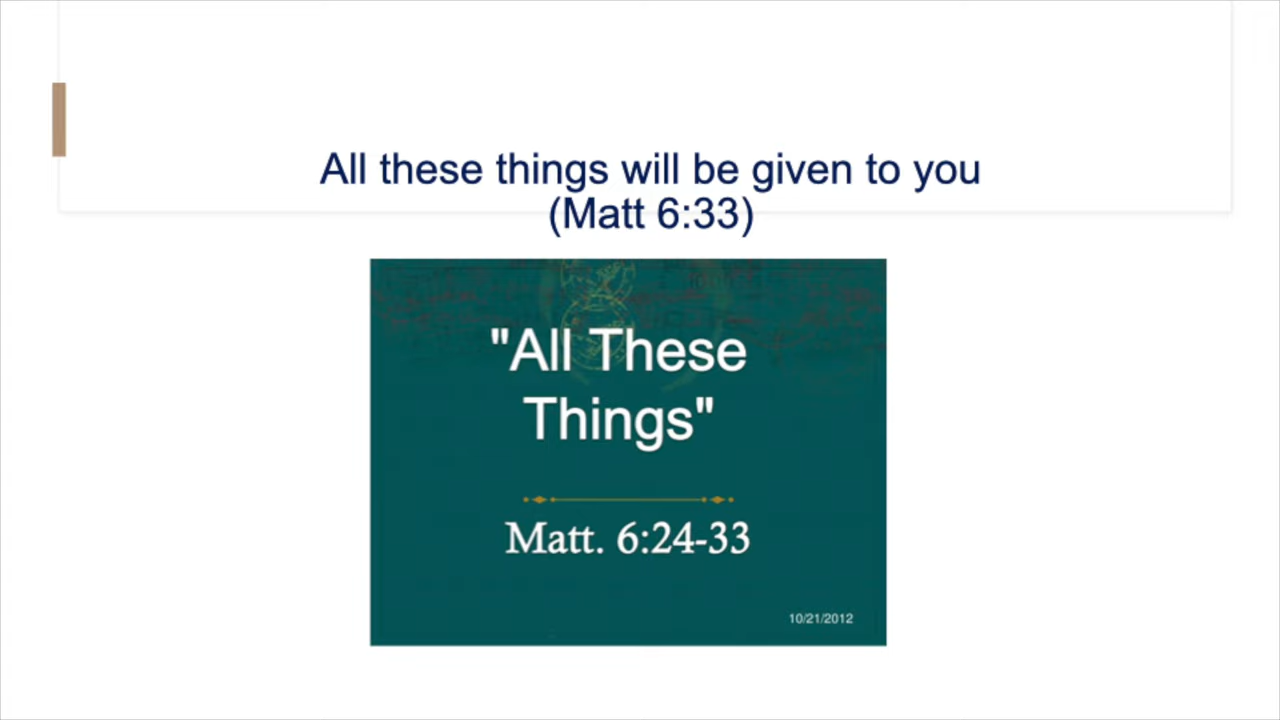 All these things will be given to you
(Matt 6:33)
"All These
Things"
Matt. 6:24-33
10/21/2012